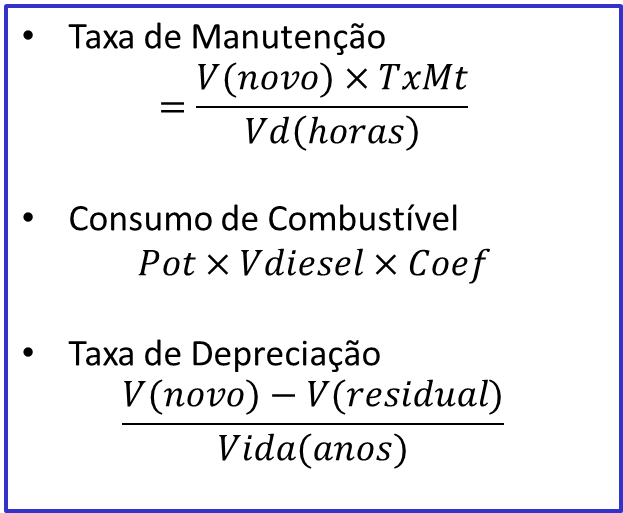 • Taxa de Manutenção
= V(novo) × TxMt
Vd(horas)
• Consumo de Combustível
Pot × Vdiesel × Coef
• Taxa de Depreciação
V(novo) − V(residual)
Vida(anos)